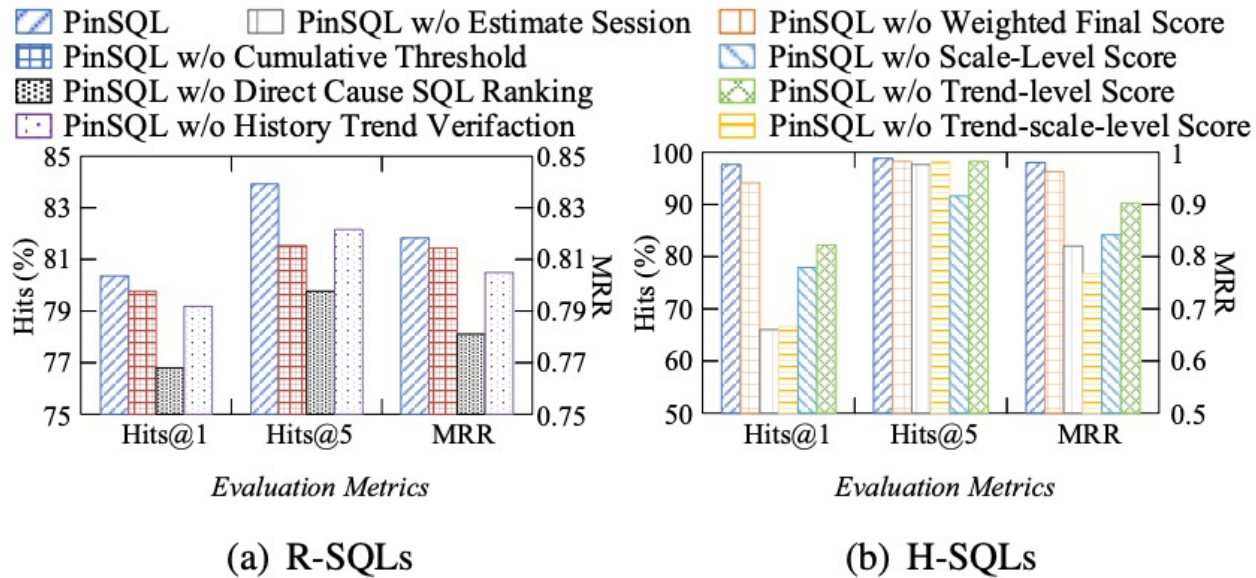 PinSQL
PinSQL w/o Estimate Session
PinSQL w/o Cumulative Threshold
PinSQL w/o Direct Cause SQL Ranking
PinSQL w/o History Trend Verifaction
PinSQL w/o Weighted Final Score
PinSQL w/o Scale-Level Score
PinSQL w/o Trend-level Score
PinSQL w/o Trend-scale-level Score
Hits (%)
85
83
81
79
77
75
0.85
0.83
0.81
0.79
0.77
0.75
MRR
Hits@1
Hits@5
MRR
Evaluation Metrics
(a) R-SQLs
Hits (%)
100
90
80
70
60
50
1
0.9
0.8
0.7
0.6
0.5
MRR
Hits@1
Hits@5
MRR
Evaluation Metrics
(b) H-SQLs